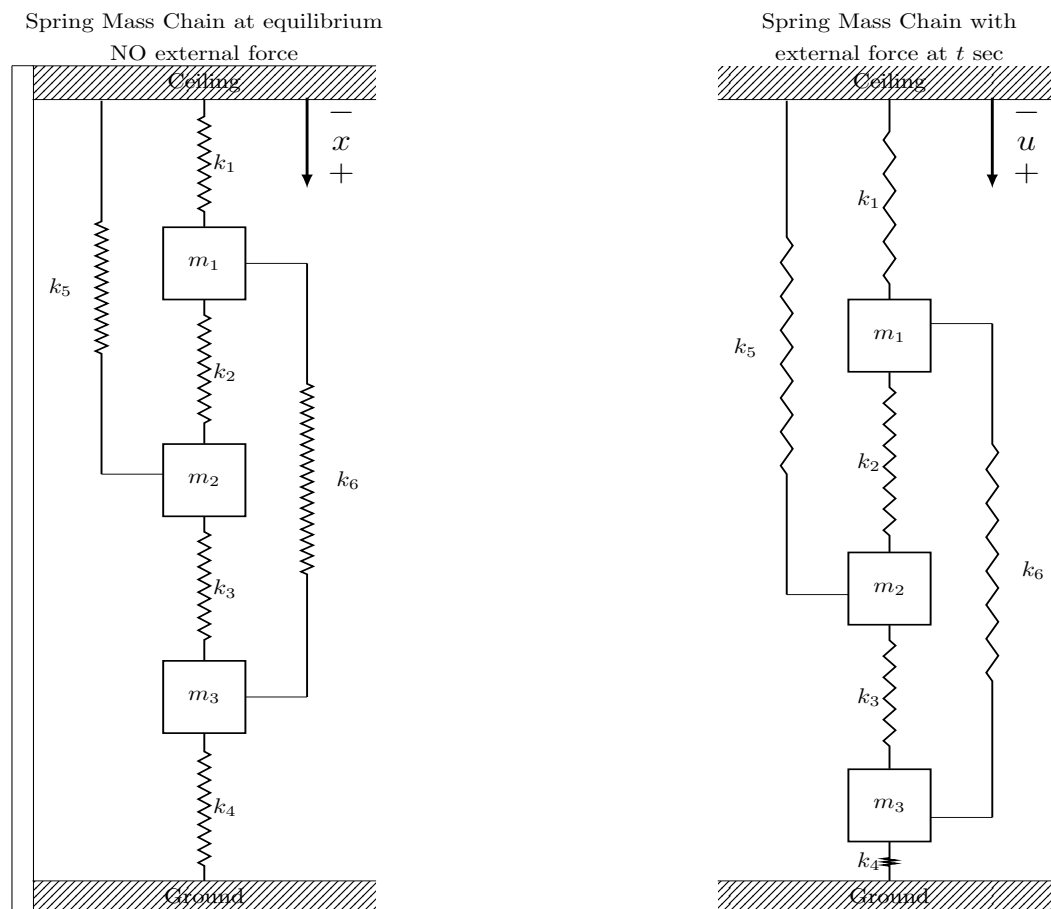 Spring Mass Chain at equilibrium
NO external force
Ceiling
−
x
+
k₁
m₁
k₅
k₂
m₂
k₆
k₃
m₃
k₄
Ground
Spring Mass Chain with
external force at t sec
Ceiling
−
u
+
k₁
m₁
k₅
k₂
m₂
k₆
k₃
m₃
k₄
Ground